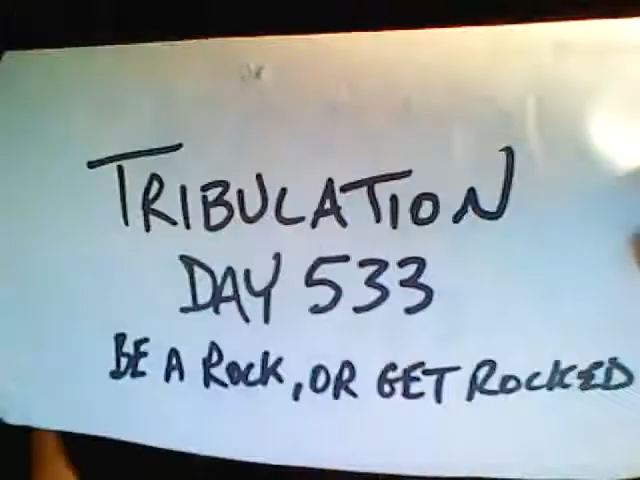 TRIBULATION
DAY 533
BE A ROCK, OR GET ROCKED